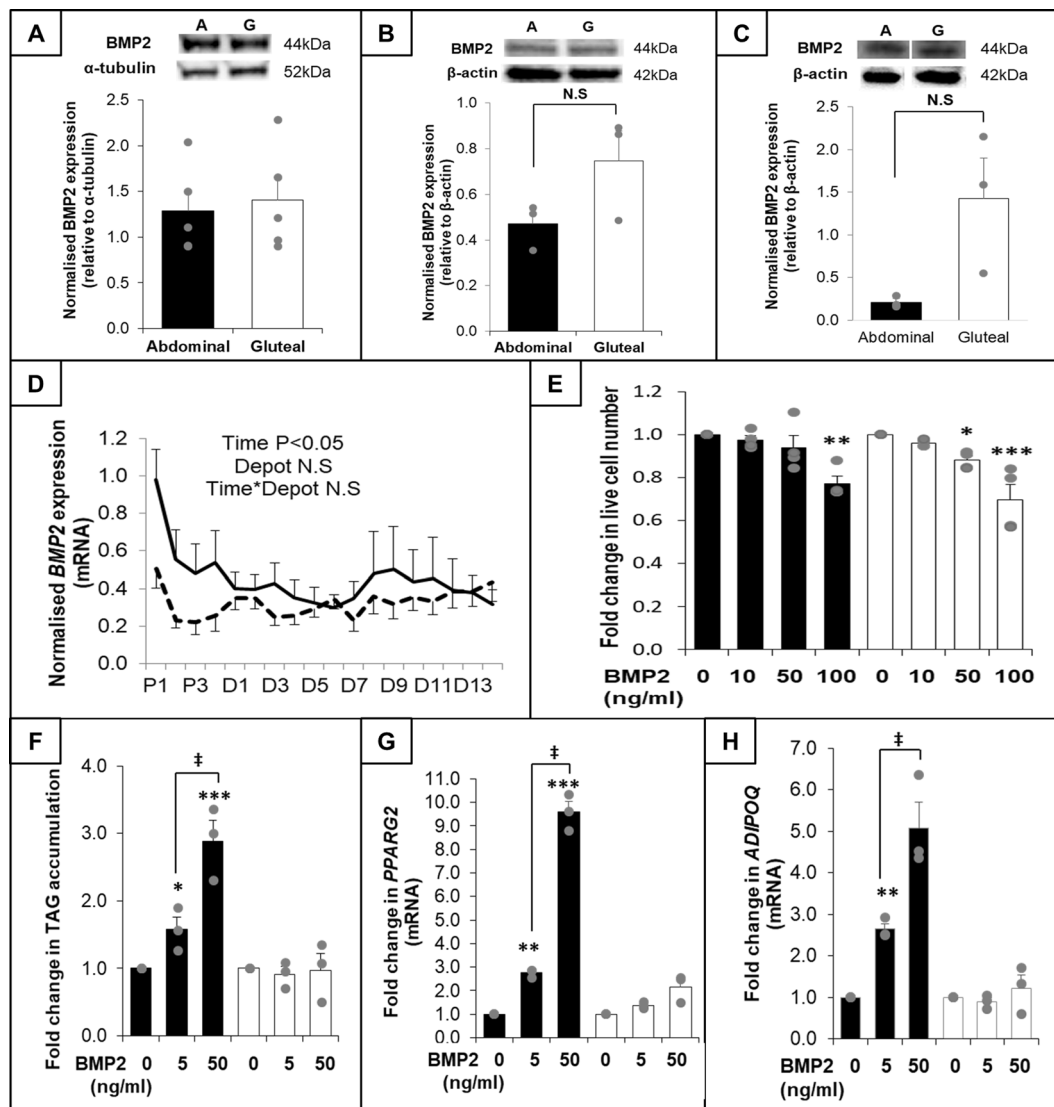 A
A G
BMP2 44kDa
α-tubulin 52kDa
Normalised BMP2 expression
(relative to α-tubulin)
2.5
2.0
1.5
1.0
0.5
0.0
Abdominal Gluteal
B
A G
BMP2 44kDa
β-actin 42kDa
N.S
Normalised BMP2 expression
(relative to β-actin)
1.0
0.8
0.6
0.4
0.2
0.0
Abdominal Gluteal
C
A G
BMP2 44kDa
β-actin 42kDa
N.S
Normalised BMP2 expression
(relative to β-actin)
2.5
2.0
1.5
1.0
0.5
0.0
Abdominal Gluteal
D
Time P<0.05
Depot N.S
Time*Depot N.S
Normalised BMP2 expression
(mRNA)
1.2
1.0
0.8
0.6
0.4
0.2
0.0
P1 P3 D1 D3 D5 D7 D9 D11 D13
E
Fold change in live cell number
1.2
1.0
0.8
0.6
0.4
0.2
0.0
** * ***
BMP2 0 10 50 100 0 10 50 100
(ng/ml)
F
Fold change in TAG accumulation
4.0
3.0
2.0
1.0
0.0
‡
***
*
BMP2 0 5 50 0 5 50
(ng/ml)
G
Fold change in PPARG2
(mRNA)
11.0
10.0
9.0
8.0
7.0
6.0
5.0
4.0
3.0
2.0
1.0
0.0
‡
***
**
BMP2 0 5 50 0 5 50
(ng/ml)
H
Fold change in ADIPOQ
(mRNA)
7.0
6.0
5.0
4.0
3.0
2.0
1.0
0.0
‡
**
BMP2 0 5 50 0 5 50
(ng/ml)